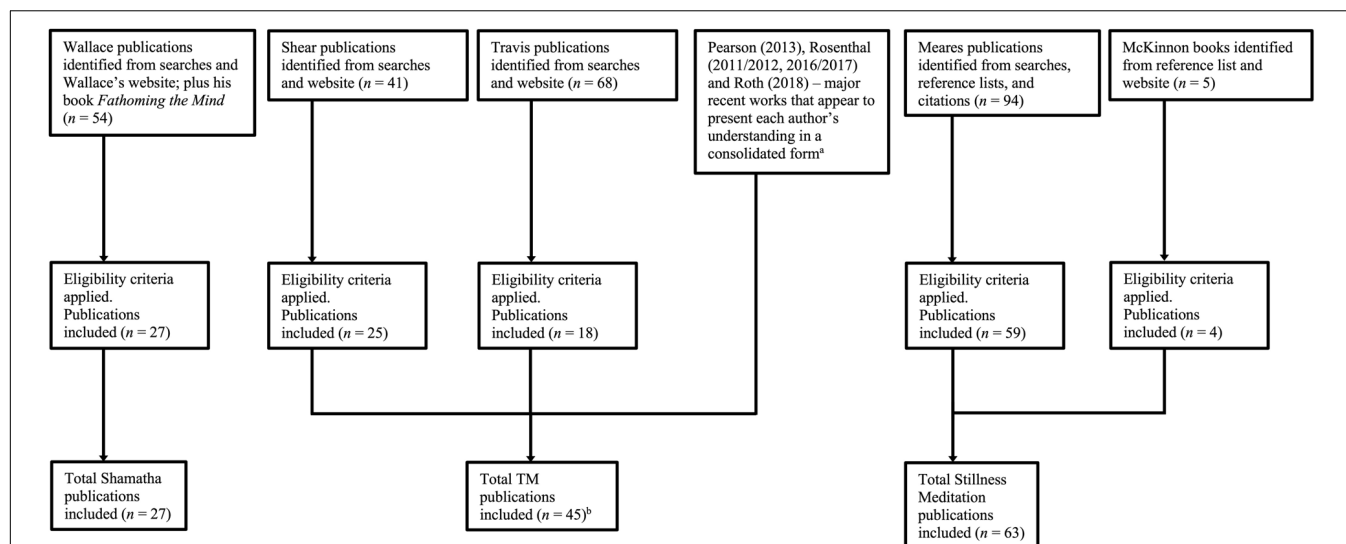 Wallace publications
identified from searches and
Wallace's website; plus his
book Fathoming the Mind
(n = 54)
Shear publications
identified from searches
and website (n = 41)
Travis publications
identified from searches
and website (n = 68)
Pearson (2013), Rosenthal
(2011/2012, 2016/2017)
and Roth (2018) – major
recent works that appear to
present each author's
understanding in a
consolidated formᵃ
Meares publications
identified from searches,
reference lists, and
citations (n = 94)
McKinnon books identified
from reference list and
website (n = 5)
Eligibility criteria
applied.
Publications
included (n = 27)
Eligibility criteria
applied.
Publications
included (n = 25)
Eligibility criteria
applied.
Publications
included (n = 18)
Eligibility criteria
applied.
Publications
included (n = 59)
Eligibility criteria
applied.
Publications
included (n = 4)
Total Shamatha
publications
included (n = 27)
Total TM
publications
included (n = 45)ᵇ
Total Stillness
Meditation
publications
included (n = 63)